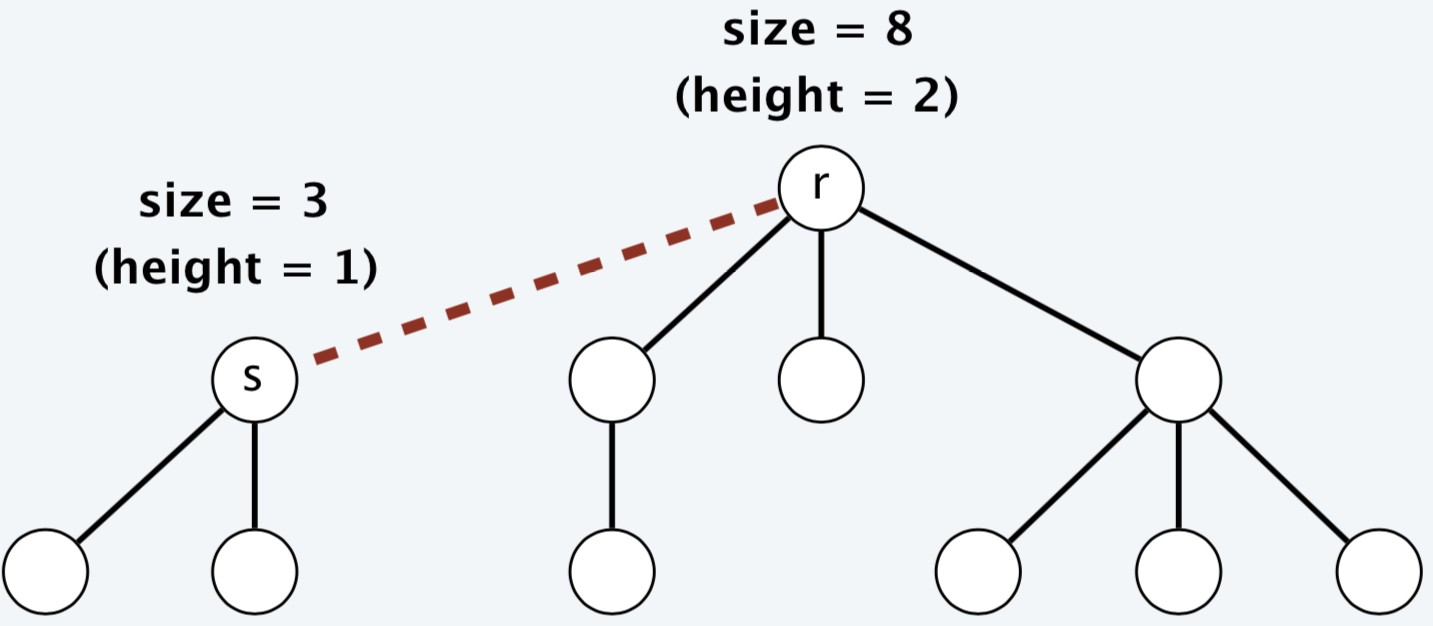 size = 8
(height = 2)
r
size = 3
(height = 1)
s